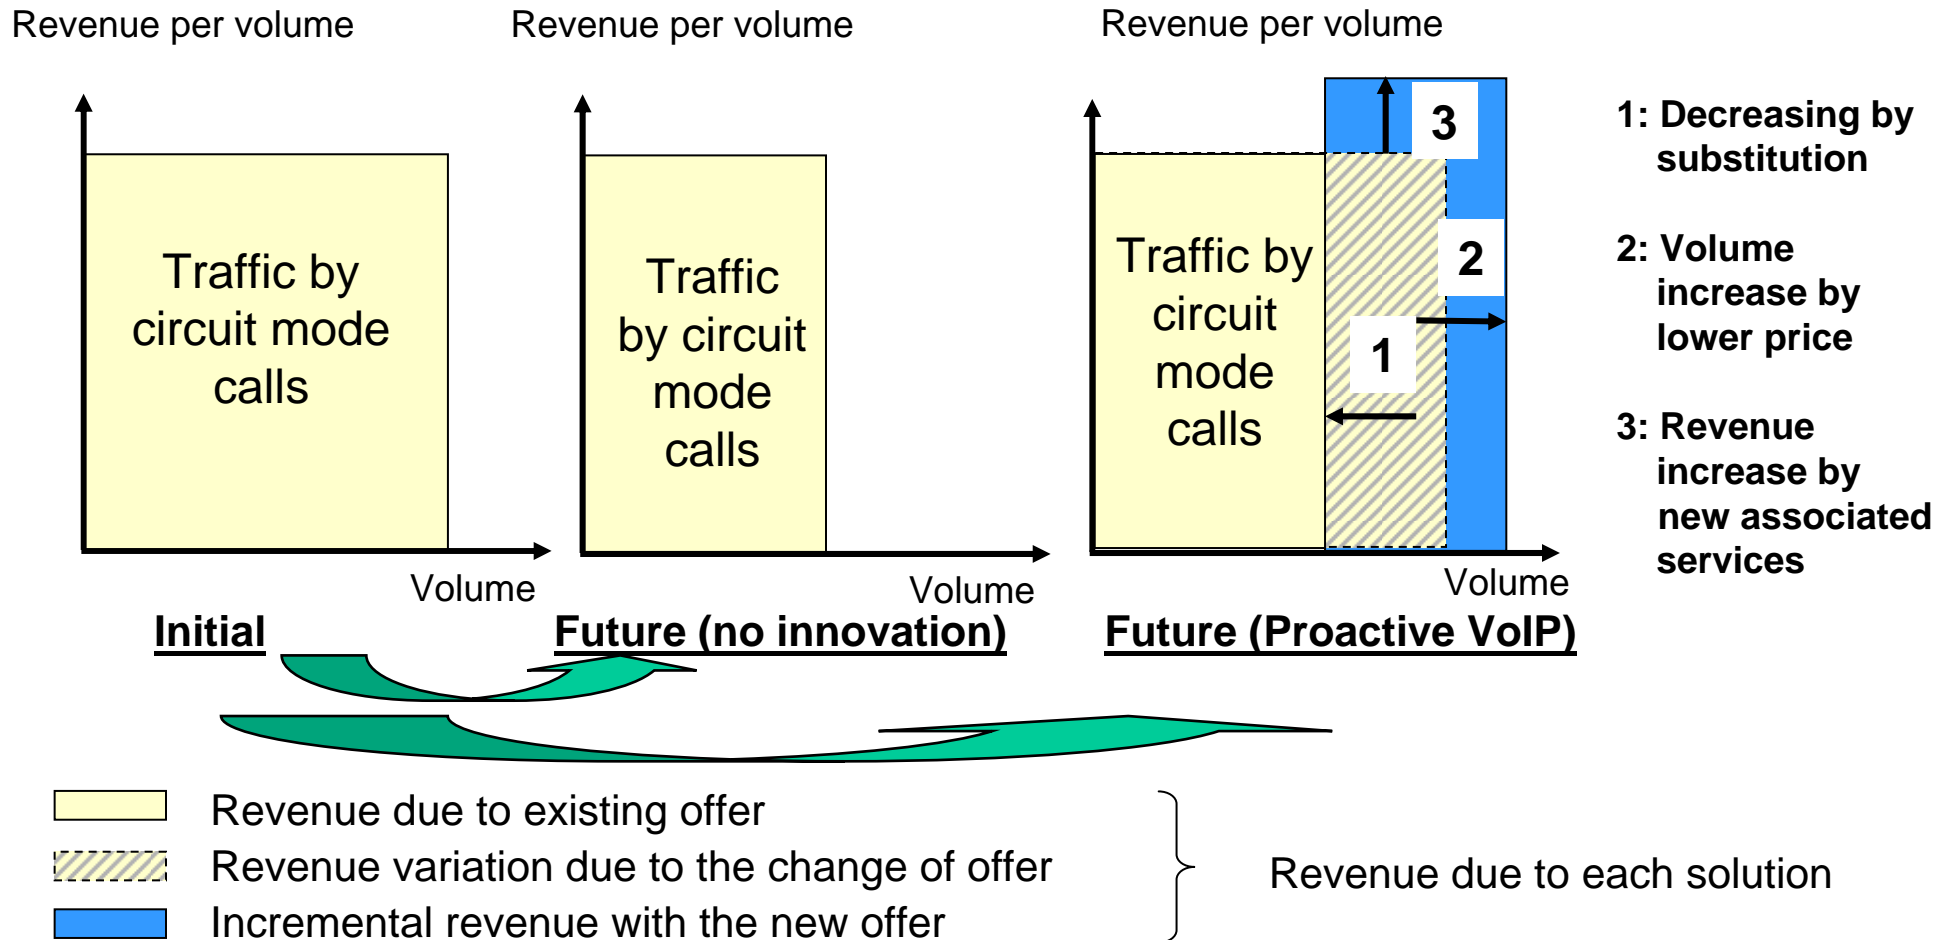 Revenue per volume
Revenue per volume
Revenue per volume
Traffic by
circuit mode
calls
Volume
Traffic
by circuit
mode
calls
Volume
Traffic by
circuit
mode
calls
3
2
1
Volume
1: Decreasing by
substitution
2: Volume
increase by
lower price
3: Revenue
increase by
new associated
services
Initial
Future (no innovation)
Future (Proactive VoIP)
Revenue due to existing offer
Revenue variation due to the change of offer
Incremental revenue with the new offer
Revenue due to each solution